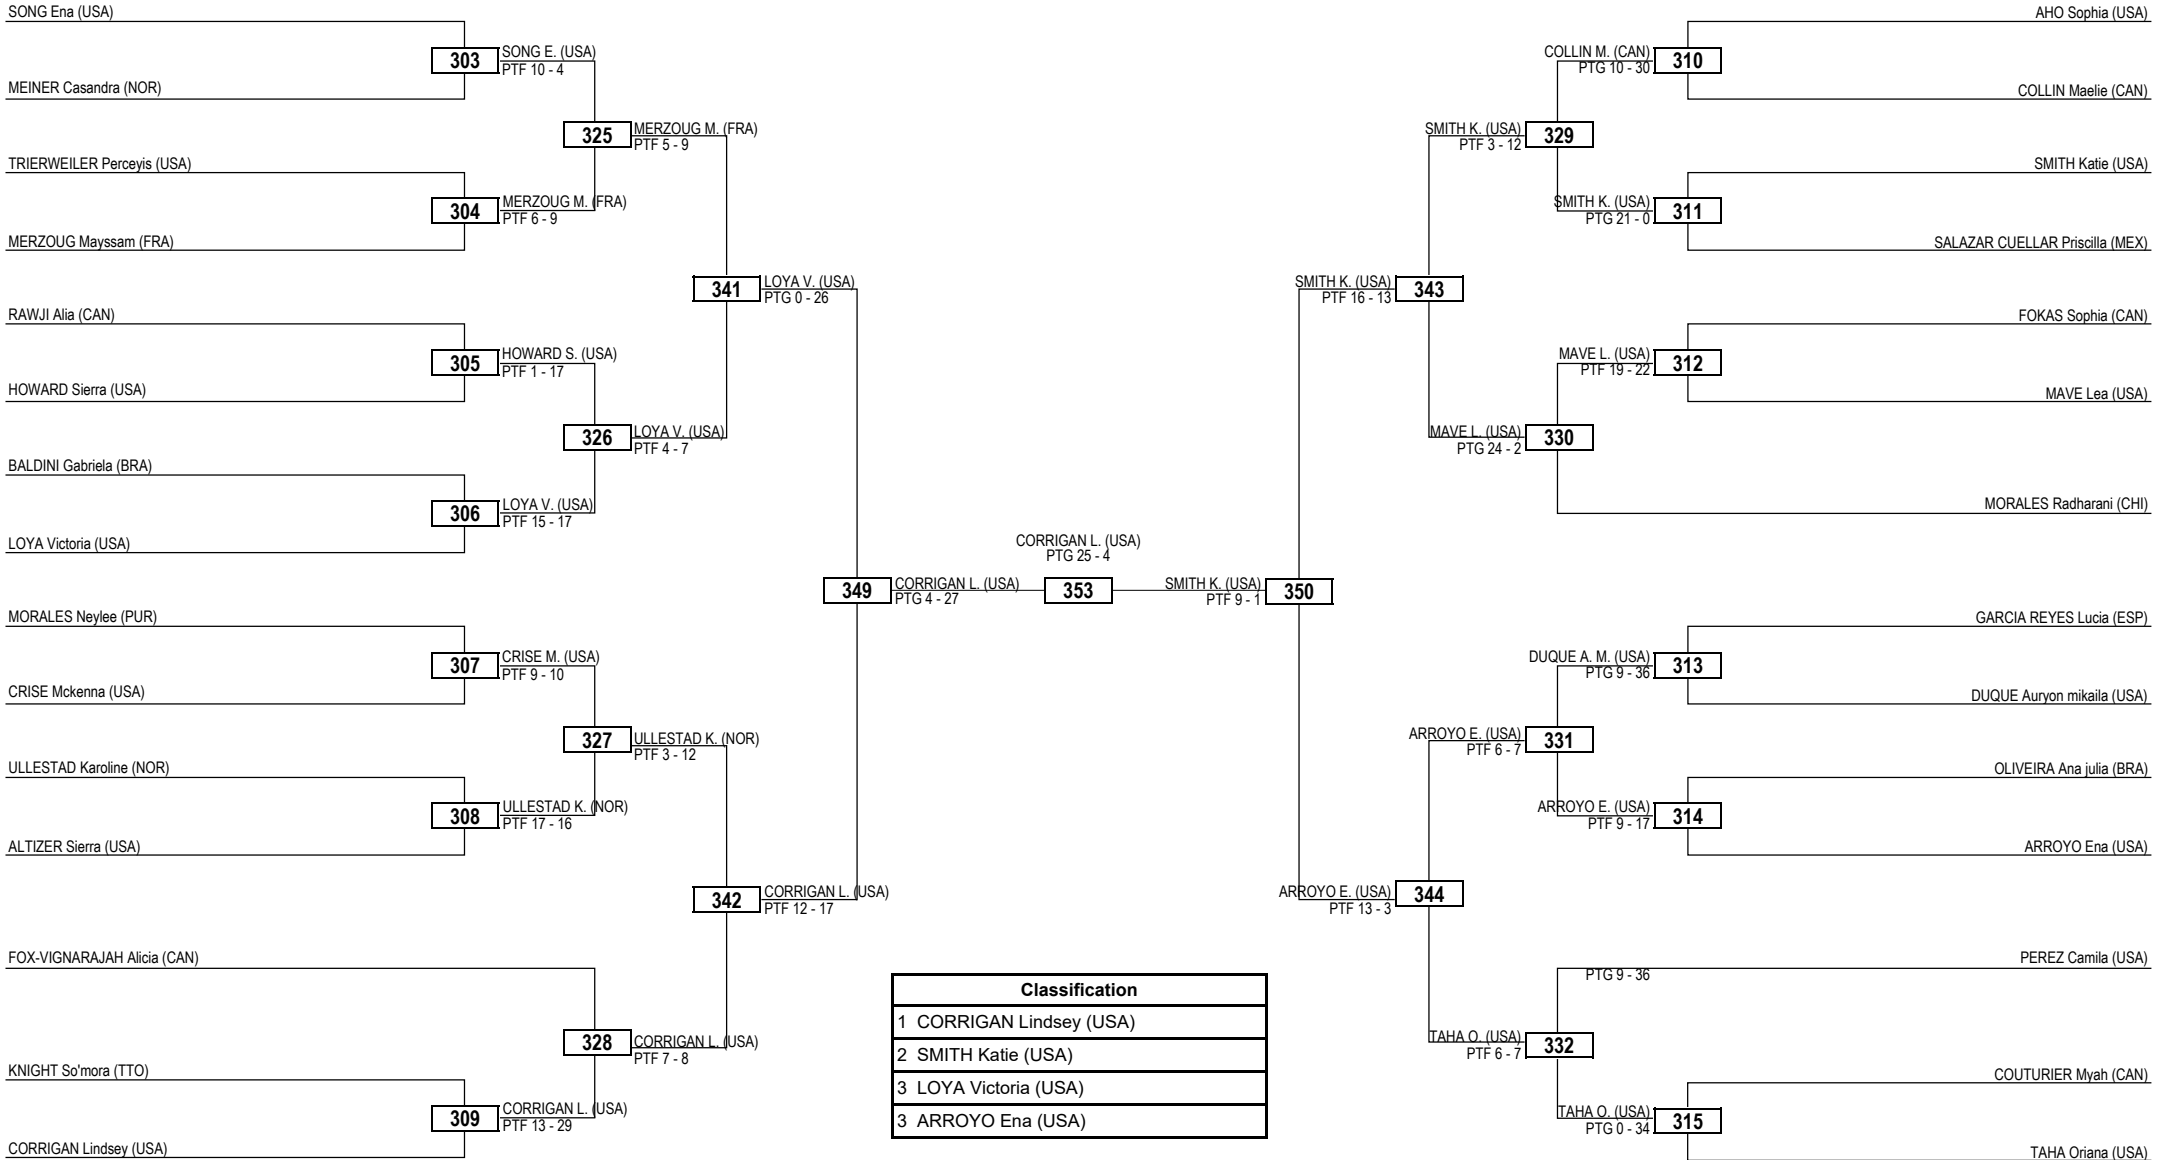 SONG Ena (USA)
303
SONG E. (USA)
PTF 10 - 4
MEINER Casandra (NOR)
325
MERZOUG M. (FRA)
PTF 5 - 9
TRIERWEILER Perceyis (USA)
304
MERZOUG M. (FRA)
PTF 6 - 9
MERZOUG Mayssam (FRA)
341
LOYA V. (USA)
PTG 0 - 26
RAWJI Alia (CAN)
305
HOWARD S. (USA)
PTF 1 - 17
HOWARD Sierra (USA)
326
LOYA V. (USA)
PTF 4 - 7
BALDINI Gabriela (BRA)
306
LOYA V. (USA)
PTF 15 - 17
LOYA Victoria (USA)
349
CORRIGAN L. (USA)
PTG 4 - 27
MORALES Neylee (PUR)
307
CRISE M. (USA)
PTF 9 - 10
CRISE Mckenna (USA)
327
ULLESTAD K. (NOR)
PTF 3 - 12
ULLESTAD Karoline (NOR)
308
ULLESTAD K. (NOR)
PTF 17 - 16
ALTIZER Sierra (USA)
342
CORRIGAN L. (USA)
PTF 12 - 17
FOX-VIGNARAJAH Alicia (CAN)
328
CORRIGAN L. (USA)
PTF 7 - 8
KNIGHT So'mora (TTO)
309
CORRIGAN L. (USA)
PTF 13 - 29
CORRIGAN Lindsey (USA)
CORRIGAN L. (USA)
PTG 25 - 4
353
AHO Sophia (USA)
COLLIN M. (CAN)
PTG 10 - 30
310
COLLIN Maelie (CAN)
SMITH K. (USA)
PTF 3 - 12
329
SMITH Katie (USA)
SMITH K. (USA)
PTG 21 - 0
311
SALAZAR CUELLAR Priscilla (MEX)
SMITH K. (USA)
PTF 16 - 13
343
FOKAS Sophia (CAN)
MAVE L. (USA)
PTF 19 - 22
312
MAVE Lea (USA)
MAVE L. (USA)
PTG 24 - 2
330
MORALES Radharani (CHI)
SMITH K. (USA)
PTF 9 - 1
350
GARCIA REYES Lucia (ESP)
DUQUE A. M. (USA)
PTG 9 - 36
313
DUQUE Auryon mikaila (USA)
ARROYO E. (USA)
PTF 6 - 7
331
OLIVEIRA Ana julia (BRA)
ARROYO E. (USA)
PTF 9 - 17
314
ARROYO Ena (USA)
ARROYO E. (USA)
PTF 13 - 3
344
PEREZ Camila (USA)
PTG 9 - 36
TAHA O. (USA)
PTF 6 - 7
332
COUTURIER Myah (CAN)
TAHA O. (USA)
PTG 0 - 34
315
TAHA Oriana (USA)
Classification
1 CORRIGAN Lindsey (USA)
2 SMITH Katie (USA)
3 LOYA Victoria (USA)
3 ARROYO Ena (USA)